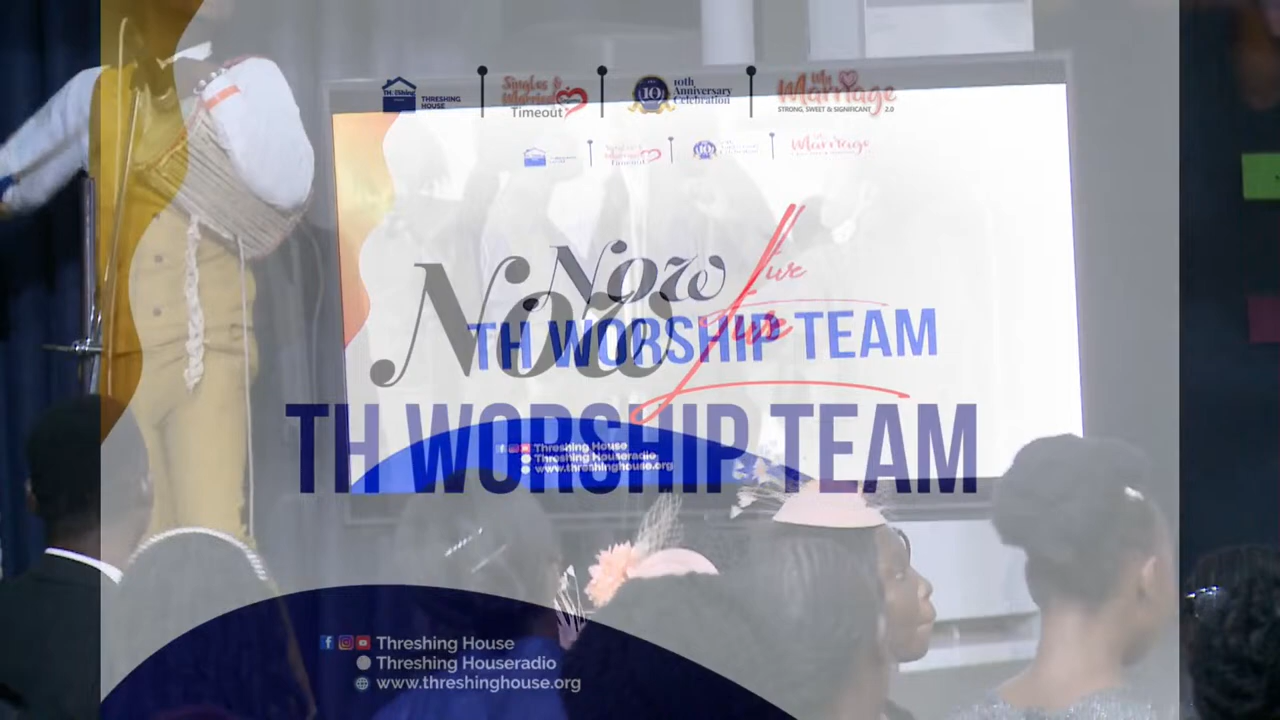 THRESHING
HOUSE
Singles &
Married
Timeout
10
10th
Anniversary
Celebration
My
Marriage
STRONG, SWEET & SIGNIFICANT 2.0
Marriage
Now Live
TH WORSHIP TEAM
Now Live
TH WORSHIP TEAM
Threshing House
Threshing Houseradio
www.threshinghouse.org
Threshing House
Threshing Houseradio
www.threshinghouse.org